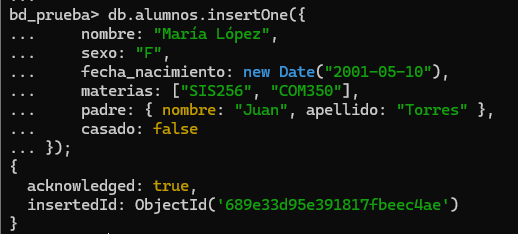 bd_prueba> db.alumnos.insertOne({
...     nombre: "María López",
...     sexo: "F",
...     fecha_nacimiento: new Date("2001-05-10"),
...     materias: ["SIS256", "COM350"],
...     padre: { nombre: "Juan", apellido: "Torres" },
...     casado: false
... });
{
  acknowledged: true,
  insertedId: ObjectId('689e33d95e391817fbeec4ae')
}